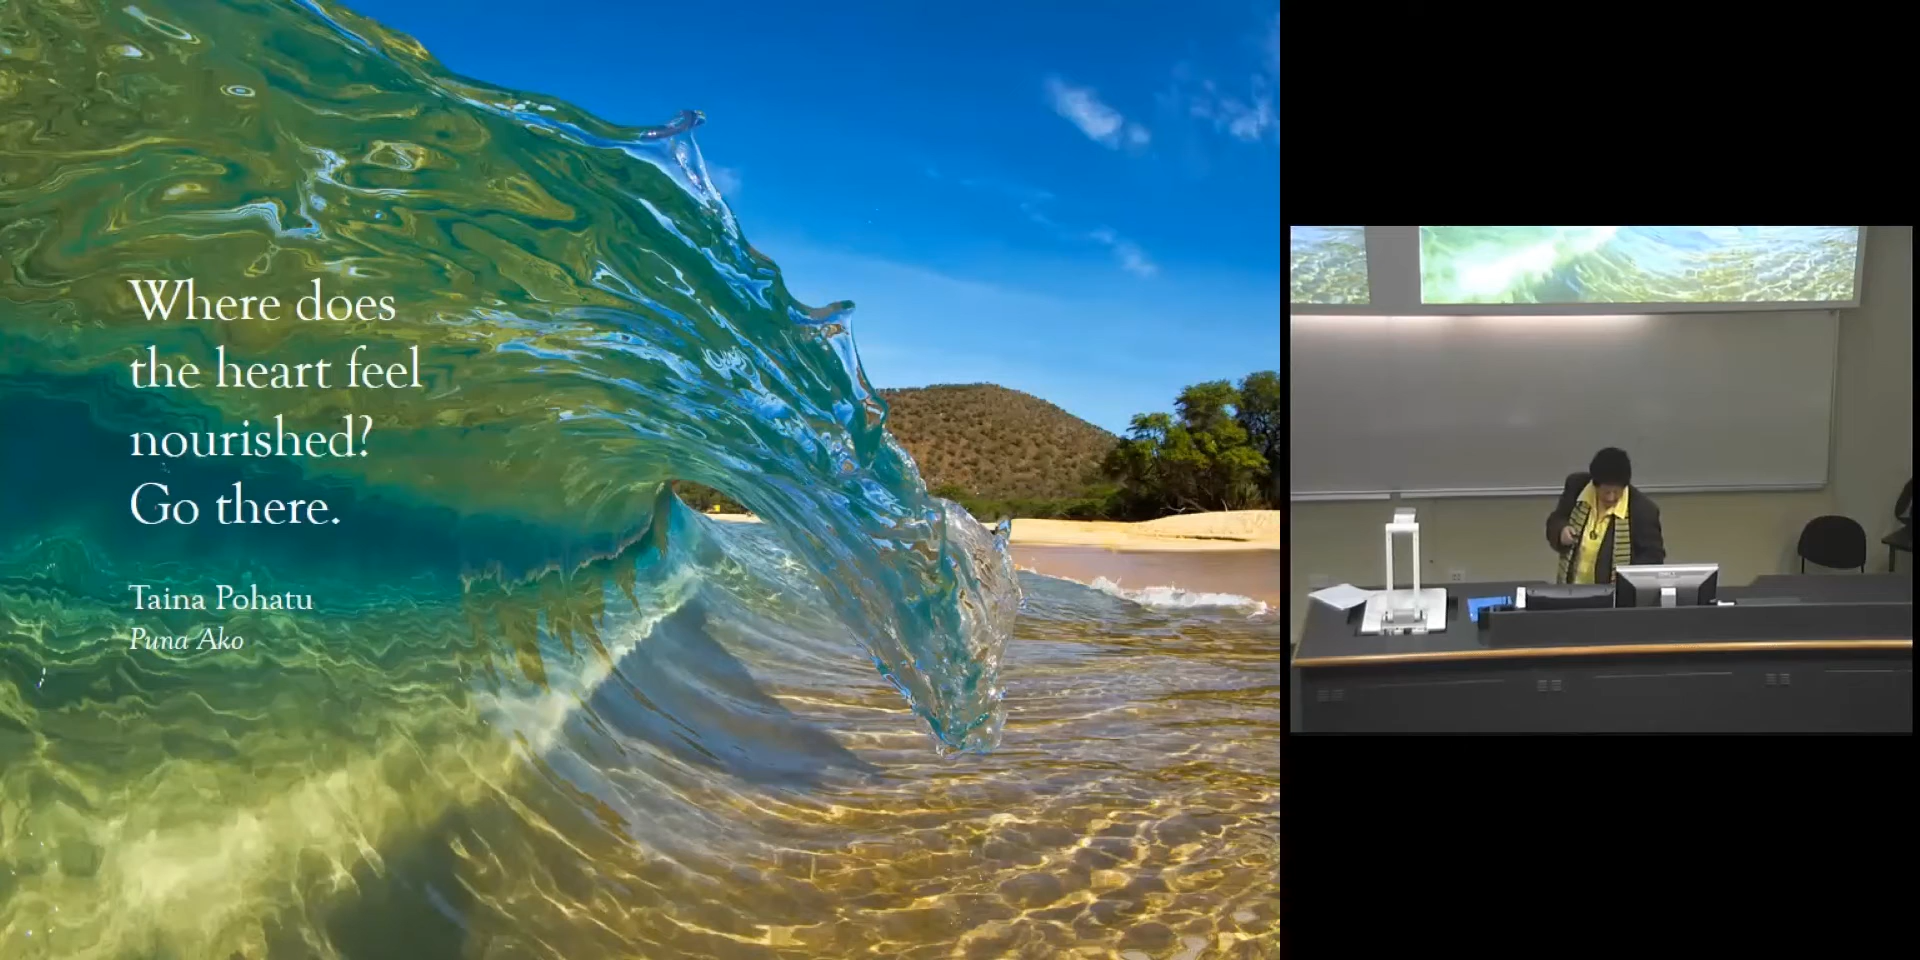 Where does
the heart feel
nourished?
Go there.
Taina Pohatu
Puna Ako